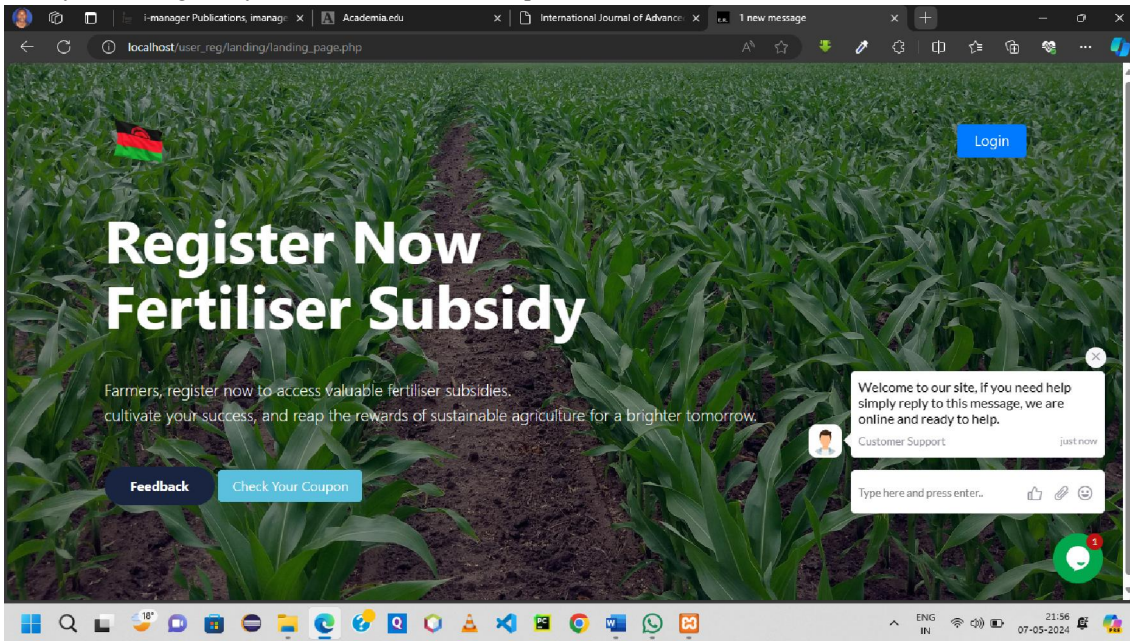 i-manager Publications, imanage
Academia.edu
International Journal of Advance
1 new message
localhost/user_reg/landing/landing_page.php
Login
Register Now
Fertiliser Subsidy
Farmers, register now to access valuable fertiliser subsidies.
cultivate your success, and reap the rewards of sustainable agriculture for a brighter tomorrow.
Feedback
Check Your Coupon
Welcome to our site, if you need help
simply reply to this message, we are
online and ready to help.
Customer Support
just now
Type here and press enter..
1
18°
ENG
IN
21:56
07-05-2024